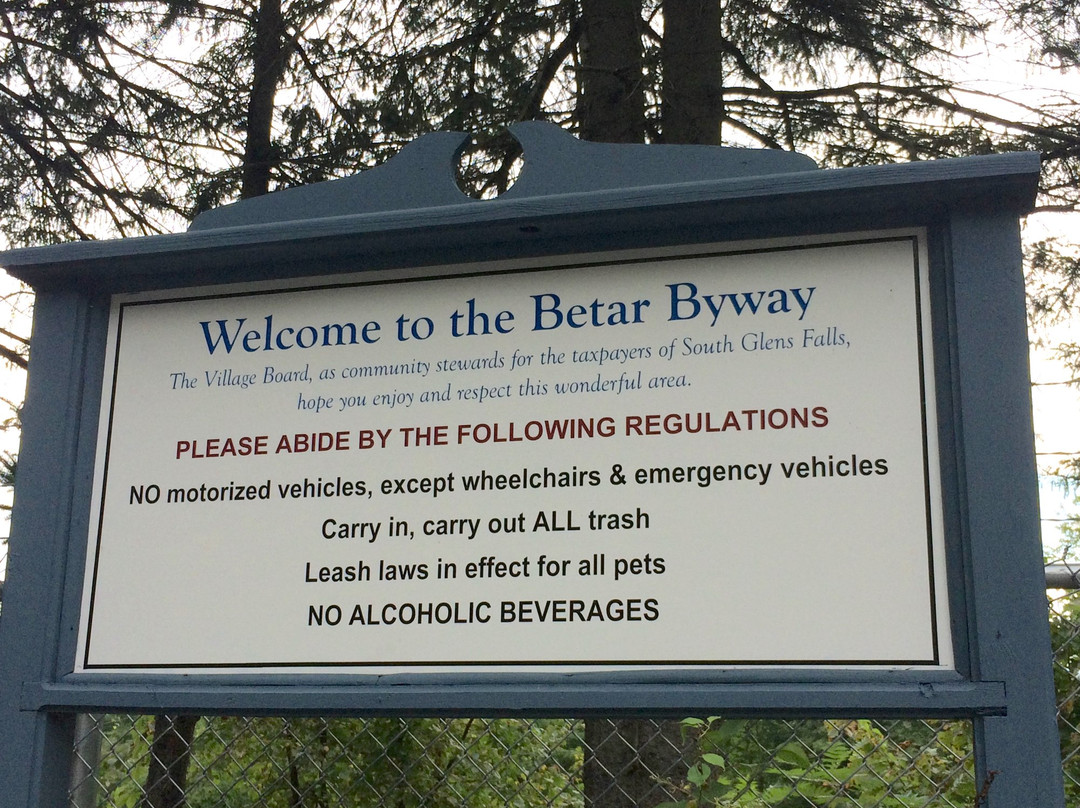 Welcome to the Betar Byway
The Village Board, as community stewards for the taxpayers of South Glens Falls,
hope you enjoy and respect this wonderful area.
PLEASE ABIDE BY THE FOLLOWING REGULATIONS
NO motorized vehicles, except wheelchairs & emergency vehicles
Carry in, carry out ALL trash
Leash laws in effect for all pets
NO ALCOHOLIC BEVERAGES